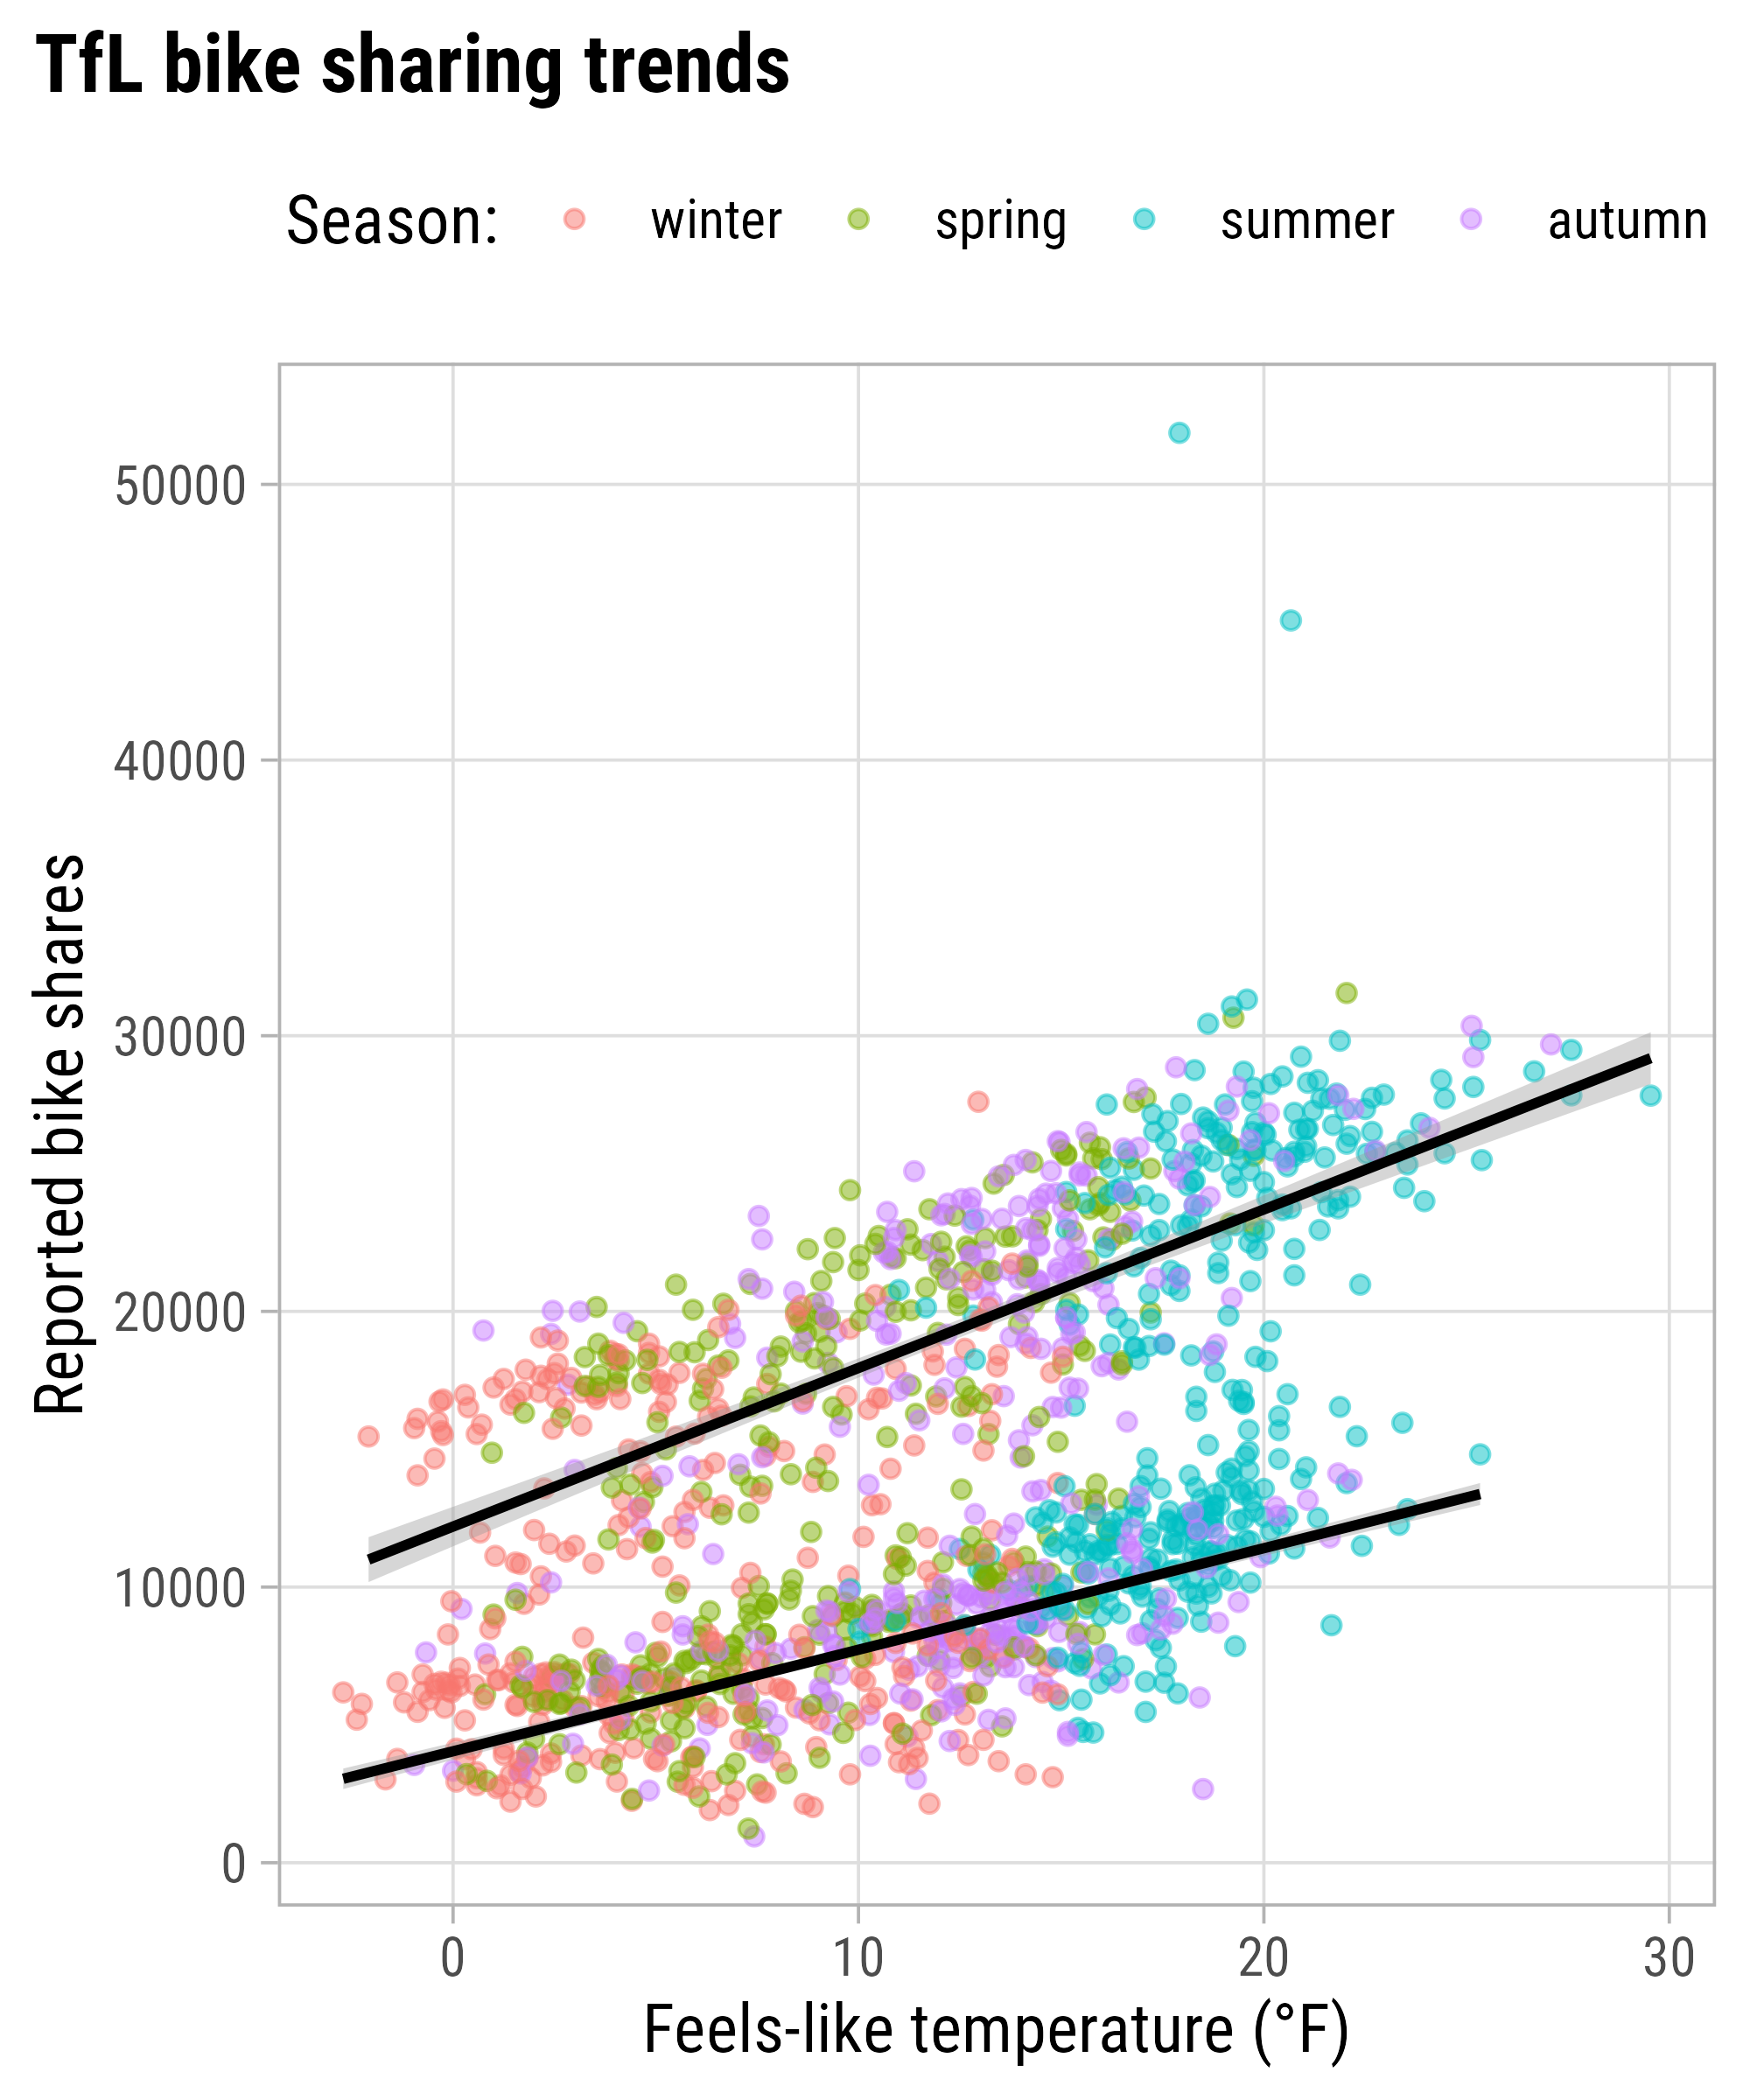 TfL bike sharing trends
Season: winter spring summer autumn
Reported bike shares
50000
40000
30000
20000
10000
0
0 10 20 30
Feels-like temperature (°F)